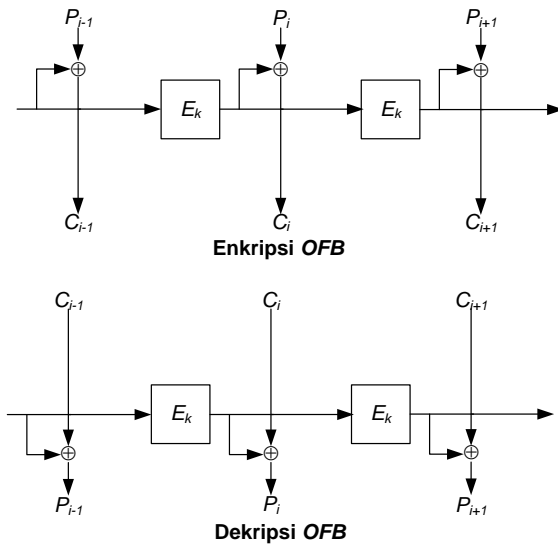 P_{i-1} P_i P_{i+1}
⊕ ⊕ ⊕
E_k E_k
C_{i-1} C_i C_{i+1}
Enkripsi OFB
C_{i-1} C_i C_{i+1}
E_k E_k
⊕ ⊕ ⊕
P_{i-1} P_i P_{i+1}
Dekripsi OFB